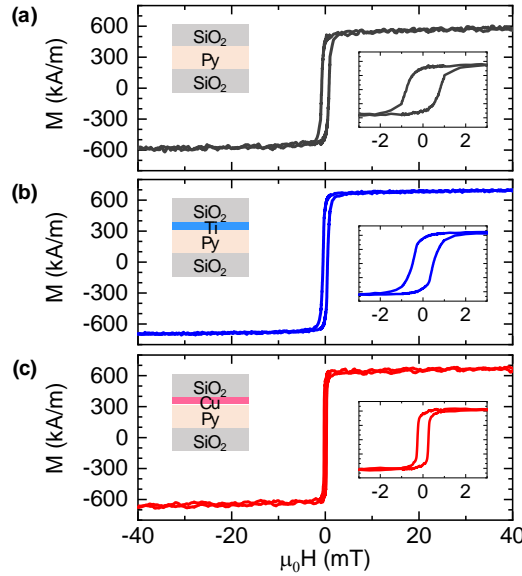 (a)
M (kA/m)
600
300
0
-300
-600
SiO₂
Py
SiO₂
-2 0 2
(b)
M (kA/m)
600
300
0
-300
-600
SiO₂
Ti
Py
SiO₂
-2 0 2
(c)
M (kA/m)
600
300
0
-300
-600
SiO₂
Cu
Py
SiO₂
-2 0 2
-40 -20 0 20 40
μ₀H (mT)